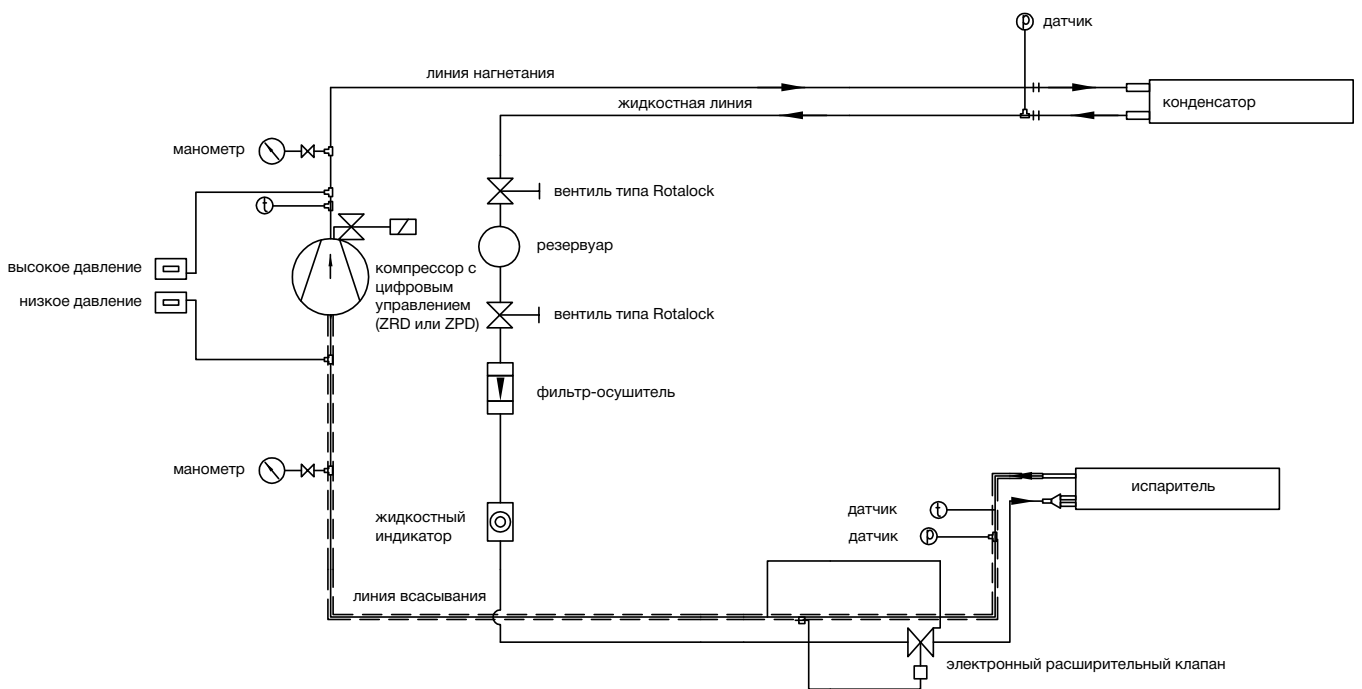 датчик
линия нагнетания
жидкостная линия
конденсатор
манометр
t
вентиль типа Rotalock
резервуар
высокое давление
низкое давление
компрессор с
цифровым
управлением
(ZRD или ZPD)
вентиль типа Rotalock
фильтр-осушитель
манометр
жидкостный
индикатор
испаритель
датчик t
датчик p
линия всасывания
электронный расширительный клапан
p